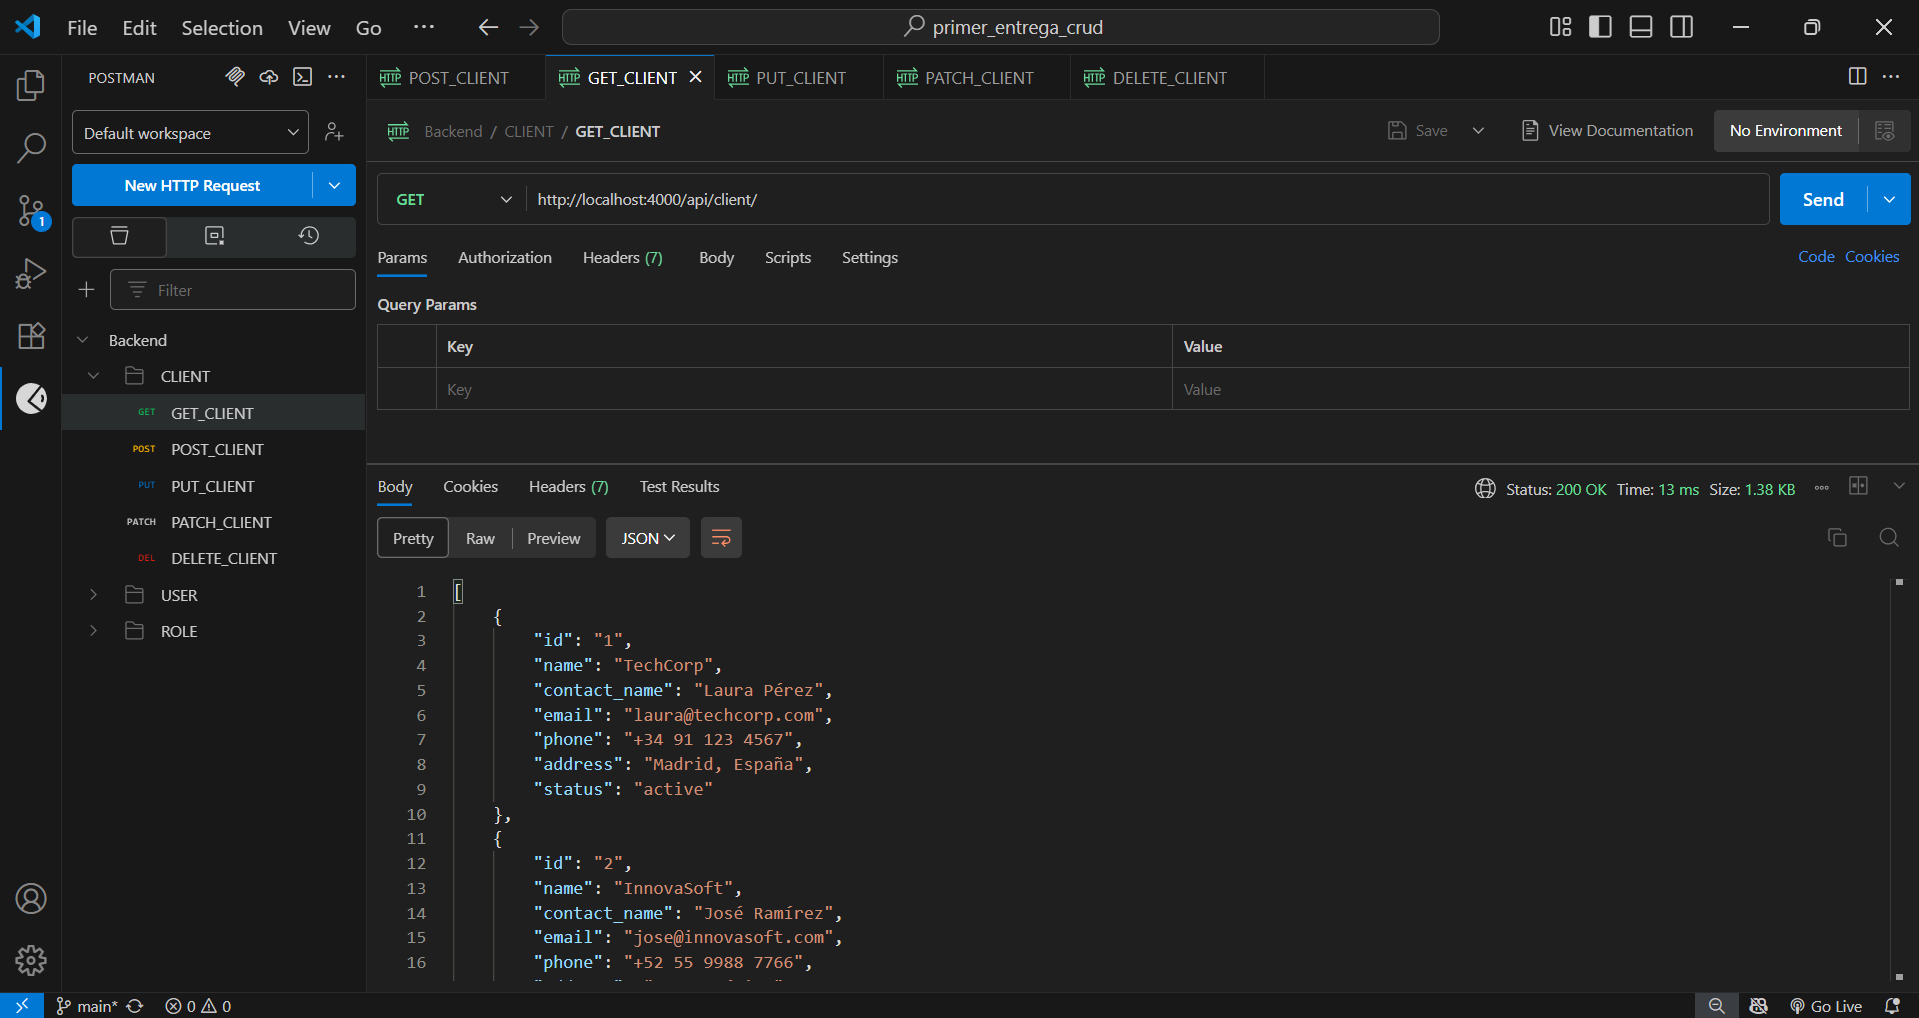 File Edit Selection View Go ··· primer_entrega_crud
POSTMAN
Default workspace
New HTTP Request
Filter
Backend
CLIENT
GET GET_CLIENT
POST POST_CLIENT
PUT PUT_CLIENT
PATCH PATCH_CLIENT
DEL DELETE_CLIENT
USER
ROLE
1
HTTP POST_CLIENT HTTP GET_CLIENT HTTP PUT_CLIENT HTTP PATCH_CLIENT HTTP DELETE_CLIENT
HTTP Backend / CLIENT / GET_CLIENT Save View Documentation No Environment
GET http://localhost:4000/api/client/ Send
Params Authorization Headers (7) Body Scripts Settings Code Cookies
Query Params
Key Value
Key Value
Body Cookies Headers (7) Test Results Status: 200 OK Time: 13 ms Size: 1.38 KB
Pretty Raw Preview JSON
1 [
2 {
3 "id": "1",
4 "name": "TechCorp",
5 "contact_name": "Laura Pérez",
6 "email": "laura@techcorp.com",
7 "phone": "+34 91 123 4567",
8 "address": "Madrid, España",
9 "status": "active"
10 },
11 {
12 "id": "2",
13 "name": "InnovaSoft",
14 "contact_name": "José Ramírez",
15 "email": "jose@innovasoft.com",
16 "phone": "+52 55 9988 7766",
main* 0 0 Go Live